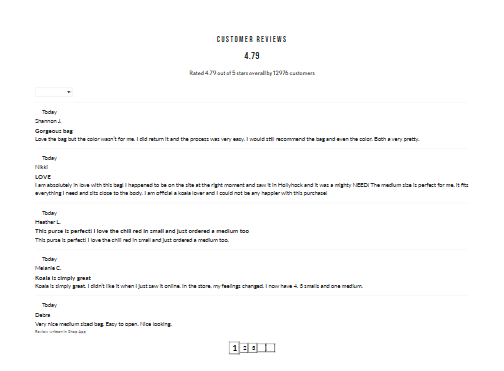 CUSTOMER REVIEWS
4.79
Rated 4.79 out of 5 stars overall by 12976 customers
Today
Shannon J.
Gorgeous bag
Love the bag but the color wasn't for me. I did return it and the process was very easy. I would still recommend the bag and even the color. Both a very pretty.
Today
Nikki
LOVE
I am absolutely in love with this bag! I happened to be on the site at the right moment and saw it in Hollyhock and it was a mighty NEED! The medium size is perfect for me. It fits
everything I need and sits close to the body. I am official a koala lover and I could not be any happier with this purchase!
Today
Heather L.
This purse is perfect! I love the chili red in small and just ordered a medium too
This purse is perfect! I love the chili red in small and just ordered a medium too.
Today
Melanie C.
Koala is simply great
Koala is simply great. I didn't like it when I just saw it online. In the store, my feelings changed. I now have 4. 3 smalls and one medium.
Today
Debra
Very nice medium sized bag. Easy to open. Nice looking.
Review written in Shop App
1 2 3